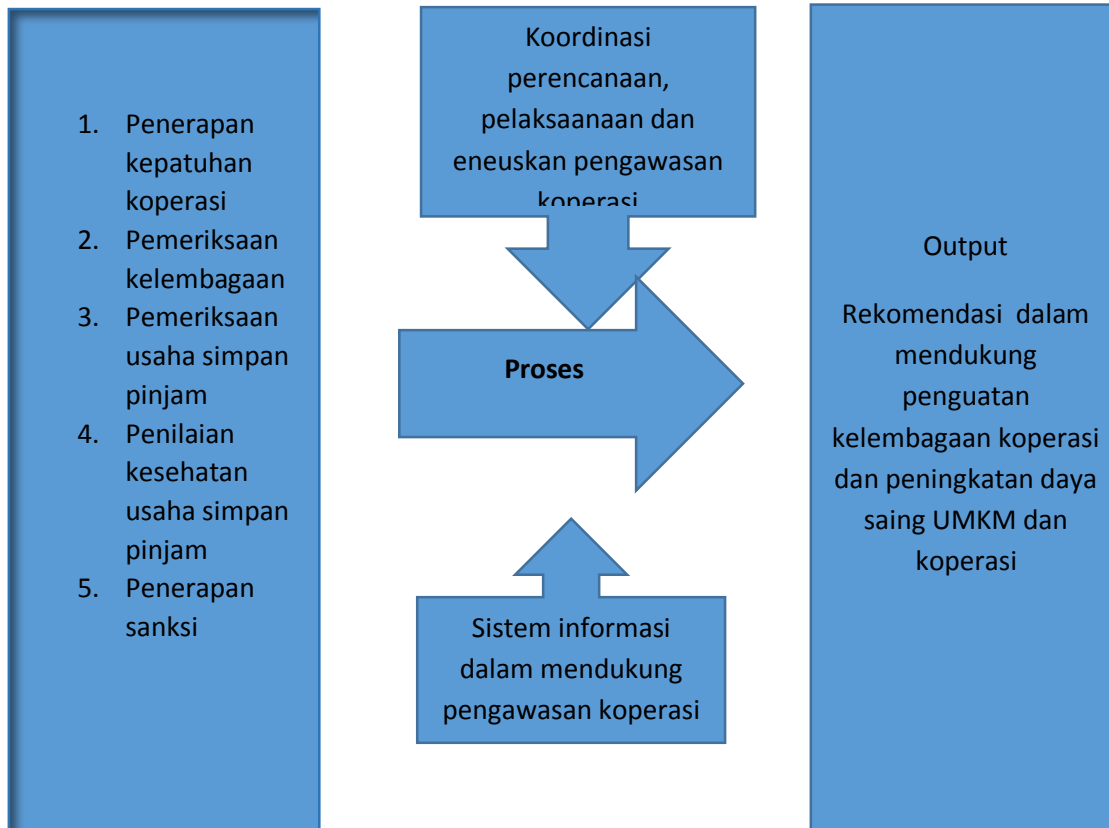 1. Penerapan
kepatuhan
koperasi
2. Pemeriksaan
kelembagaan
3. Pemeriksaan
usaha simpan
pinjam
4. Penilaian
kesehatan
usaha simpan
pinjam
5. Penerapan
sanksi
Koordinasi
perencanaan,
pelaksaanaan dan
eneuskan pengawasan
koperasi
Proses
Sistem informasi
dalam mendukung
pengawasan koperasi
Output
Rekomendasi dalam
mendukung
penguatan
kelembagaan koperasi
dan peningkatan daya
saing UMKM dan
koperasi